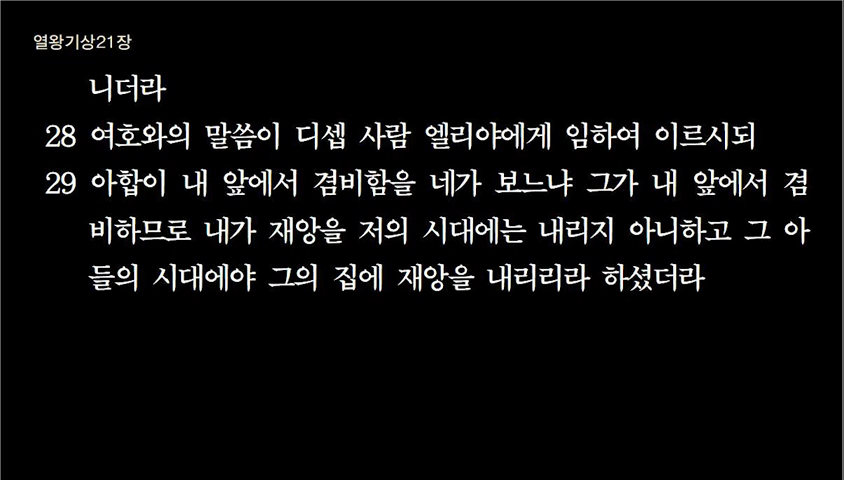 열왕기상21장
니더라
28 여호와의 말씀이 디셉 사람 엘리야에게 임하여 이르시되
29 아합이 내 앞에서 겸비함을 네가 보느냐 그가 내 앞에서 겸
비하므로 내가 재앙을 저의 시대에는 내리지 아니하고 그 아
들의 시대에야 그의 집에 재앙을 내리리라 하셨더라